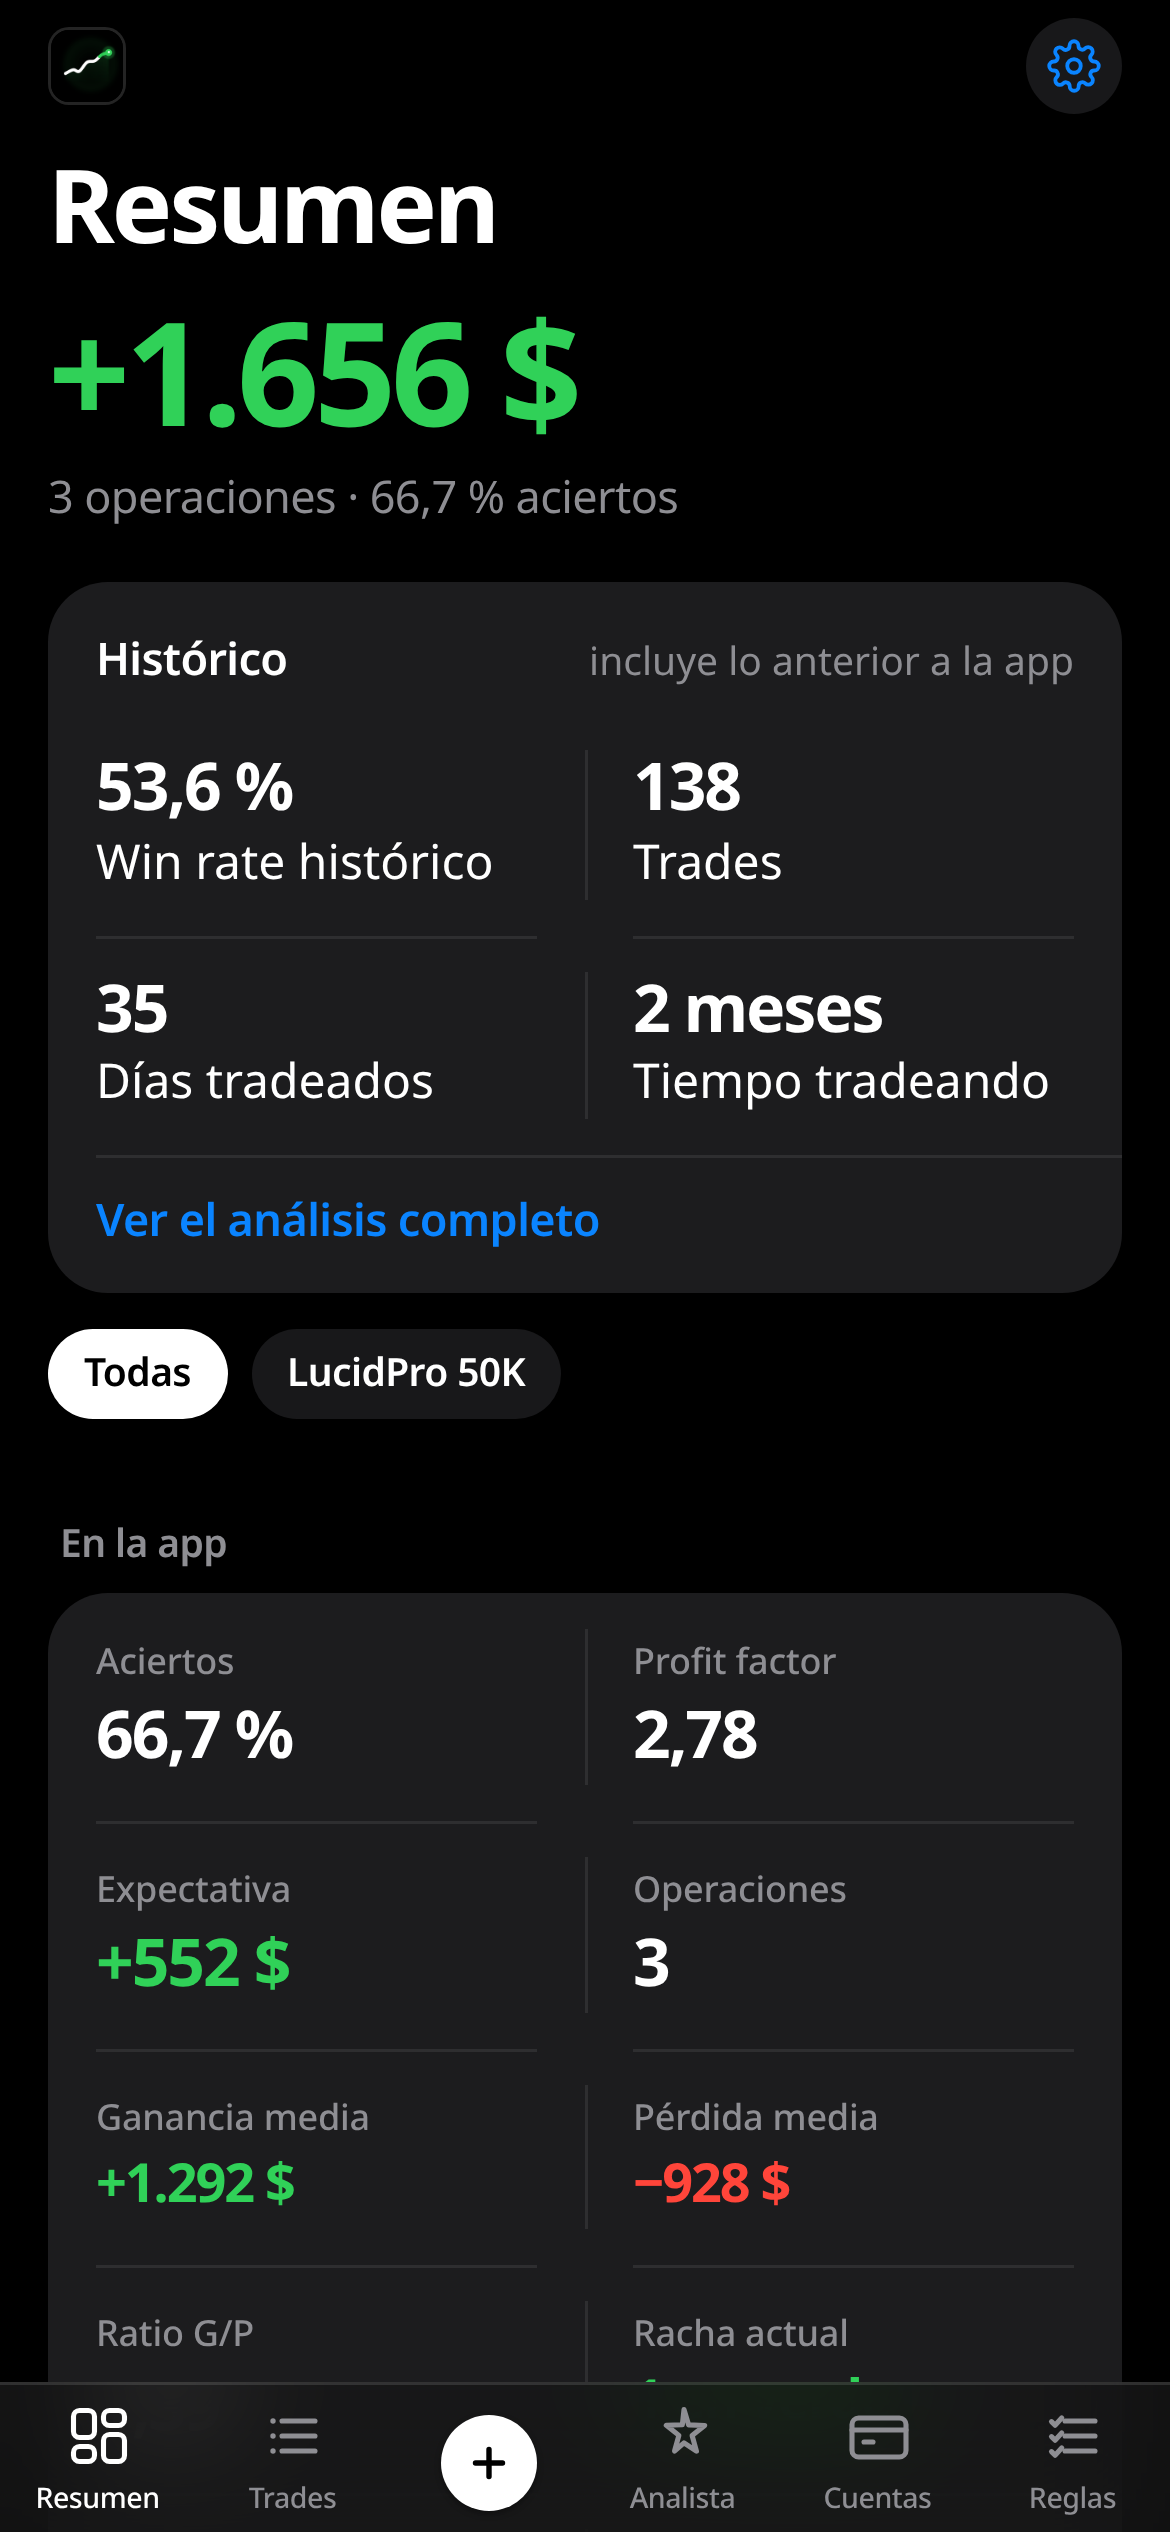 Resumen
+1.656 $
3 operaciones · 66,7 % aciertos
Histórico
incluye lo anterior a la app
53,6 %
138
Win rate histórico
Trades
35
2 meses
Días tradeados
Tiempo tradeando
Ver el análisis completo
Todas
LucidPro 50K
En la app
Aciertos
Profit factor
66,7 %
2,78
Expectativa
Operaciones
+552 $
3
Ganancia media
Pérdida media
+1.292 $
−928 $
Ratio G/P
Racha actual
Resumen
Trades
Analista
Cuentas
Reglas